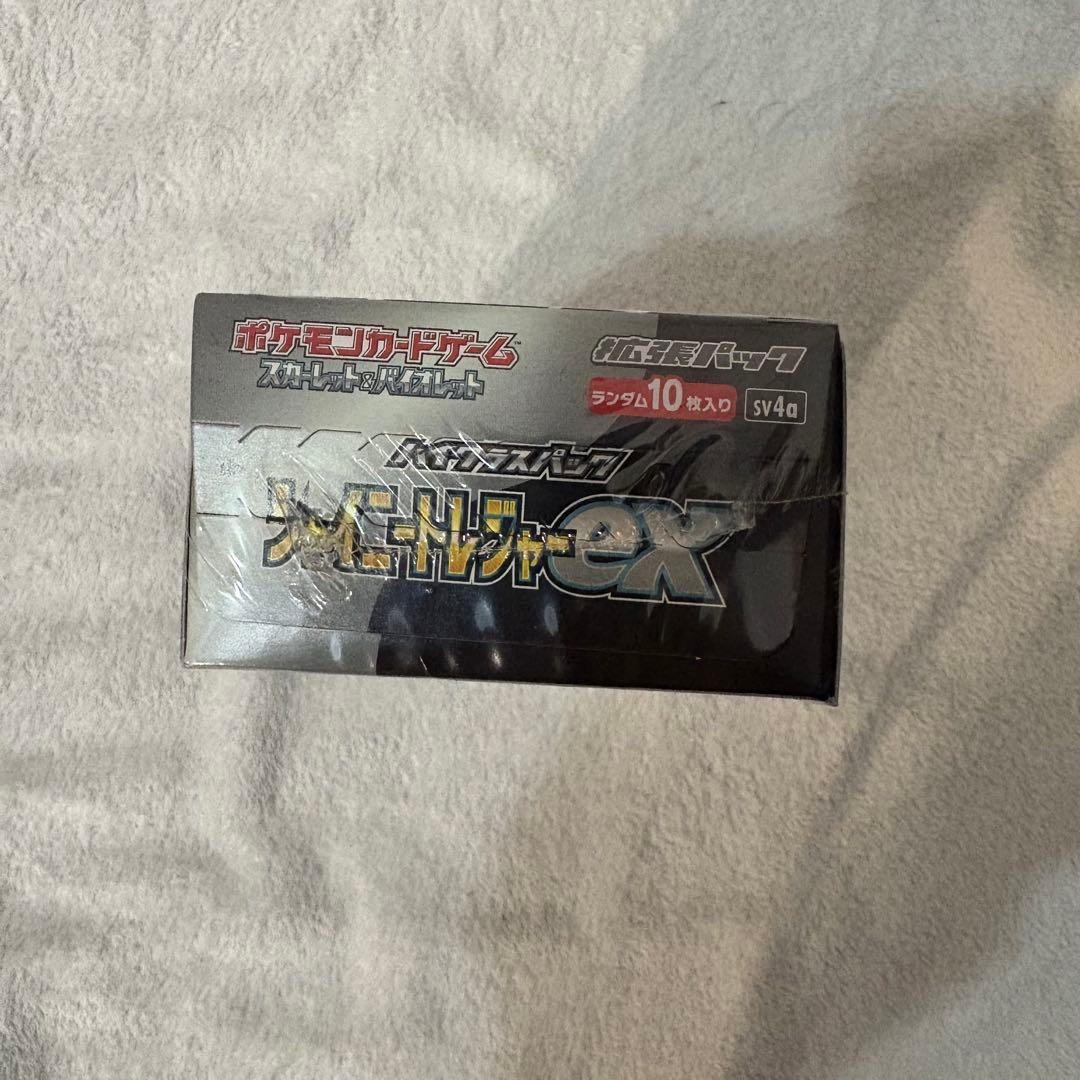 ポケモンカードゲーム™
スカーレット&バイオレット
拡張パック
ランダム10枚入り
sv4a
ハイクラスパック
シャイニートレジャーex